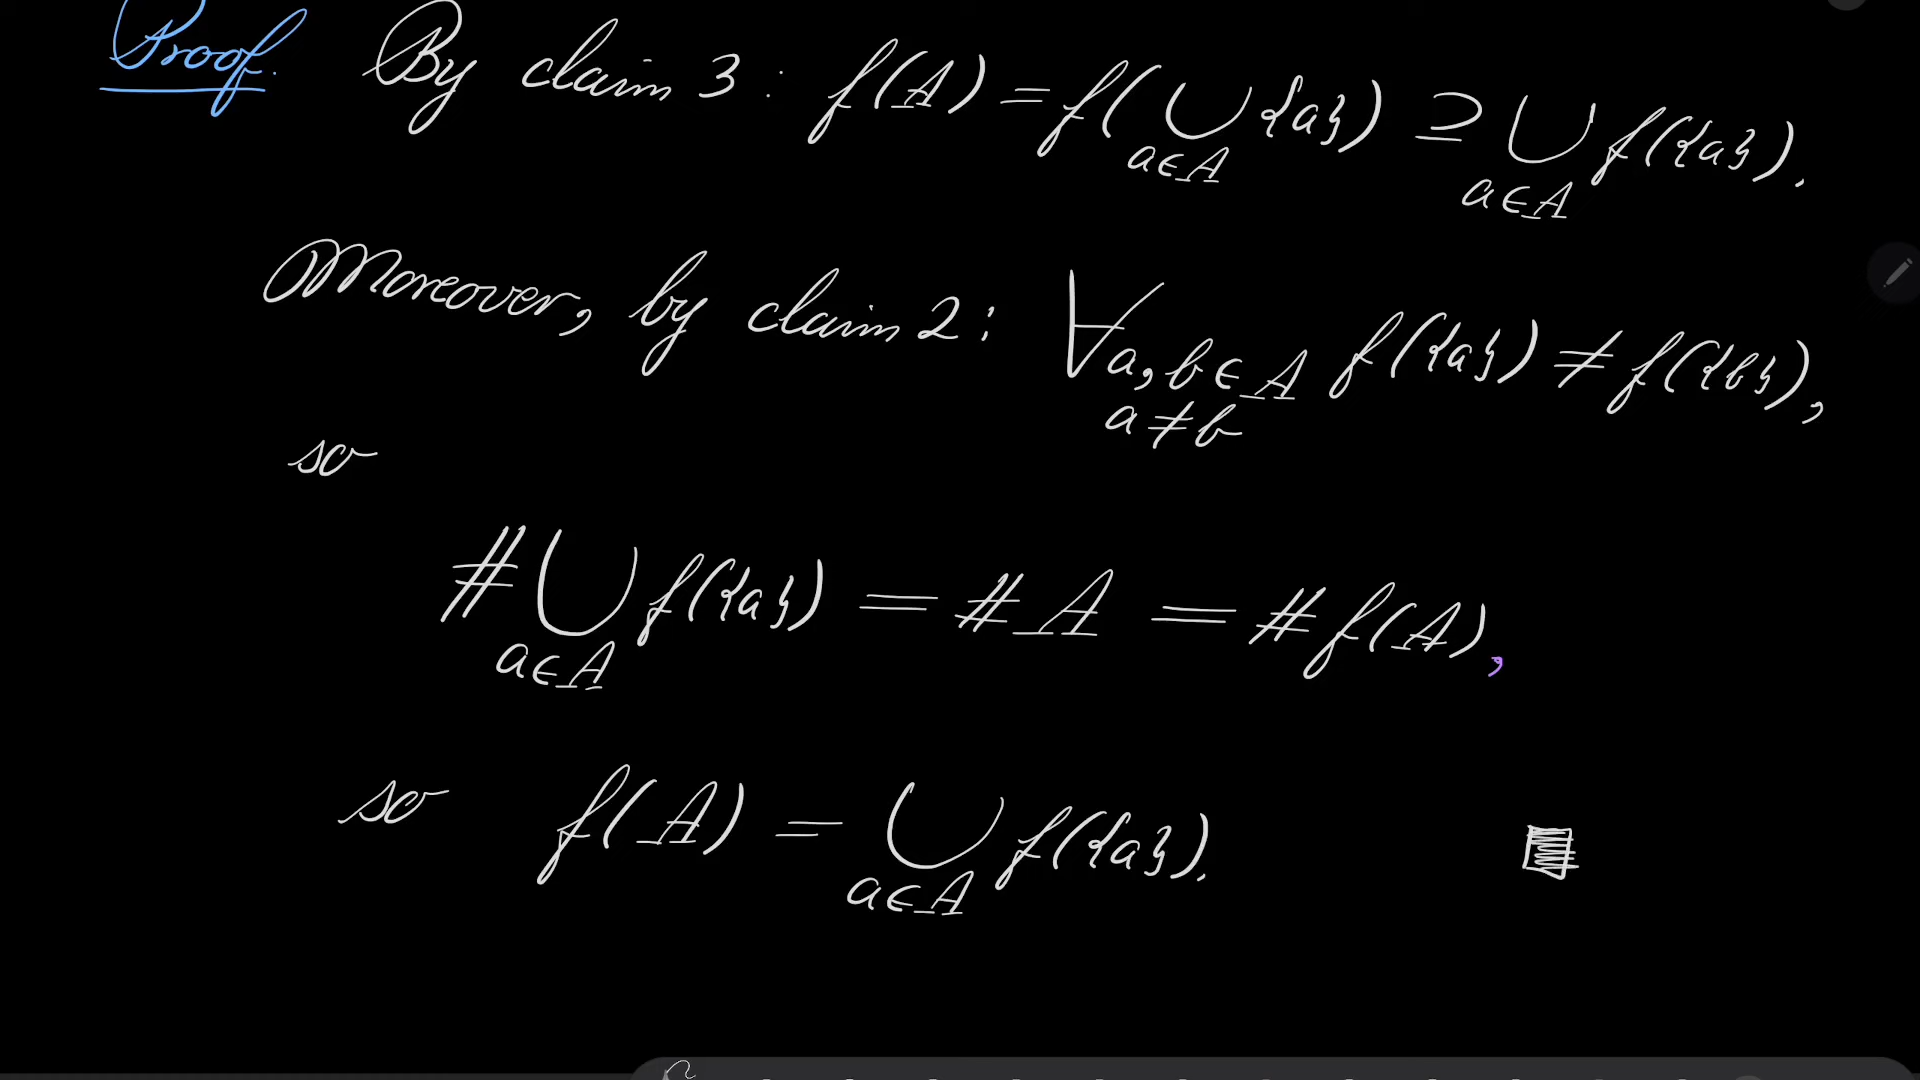 Proof. By claim 3: f(A) = f(⋃_{a∈A} {a}) ⊇ ⋃_{a∈A} f({a}).
Moreover, by claim 2: ∀_{a,b∈A, a≠b} f({a}) ≠ f({b}),
so
#⋃_{a∈A} f({a}) = #A = #f(A),
so f(A) = ⋃_{a∈A} f({a}).